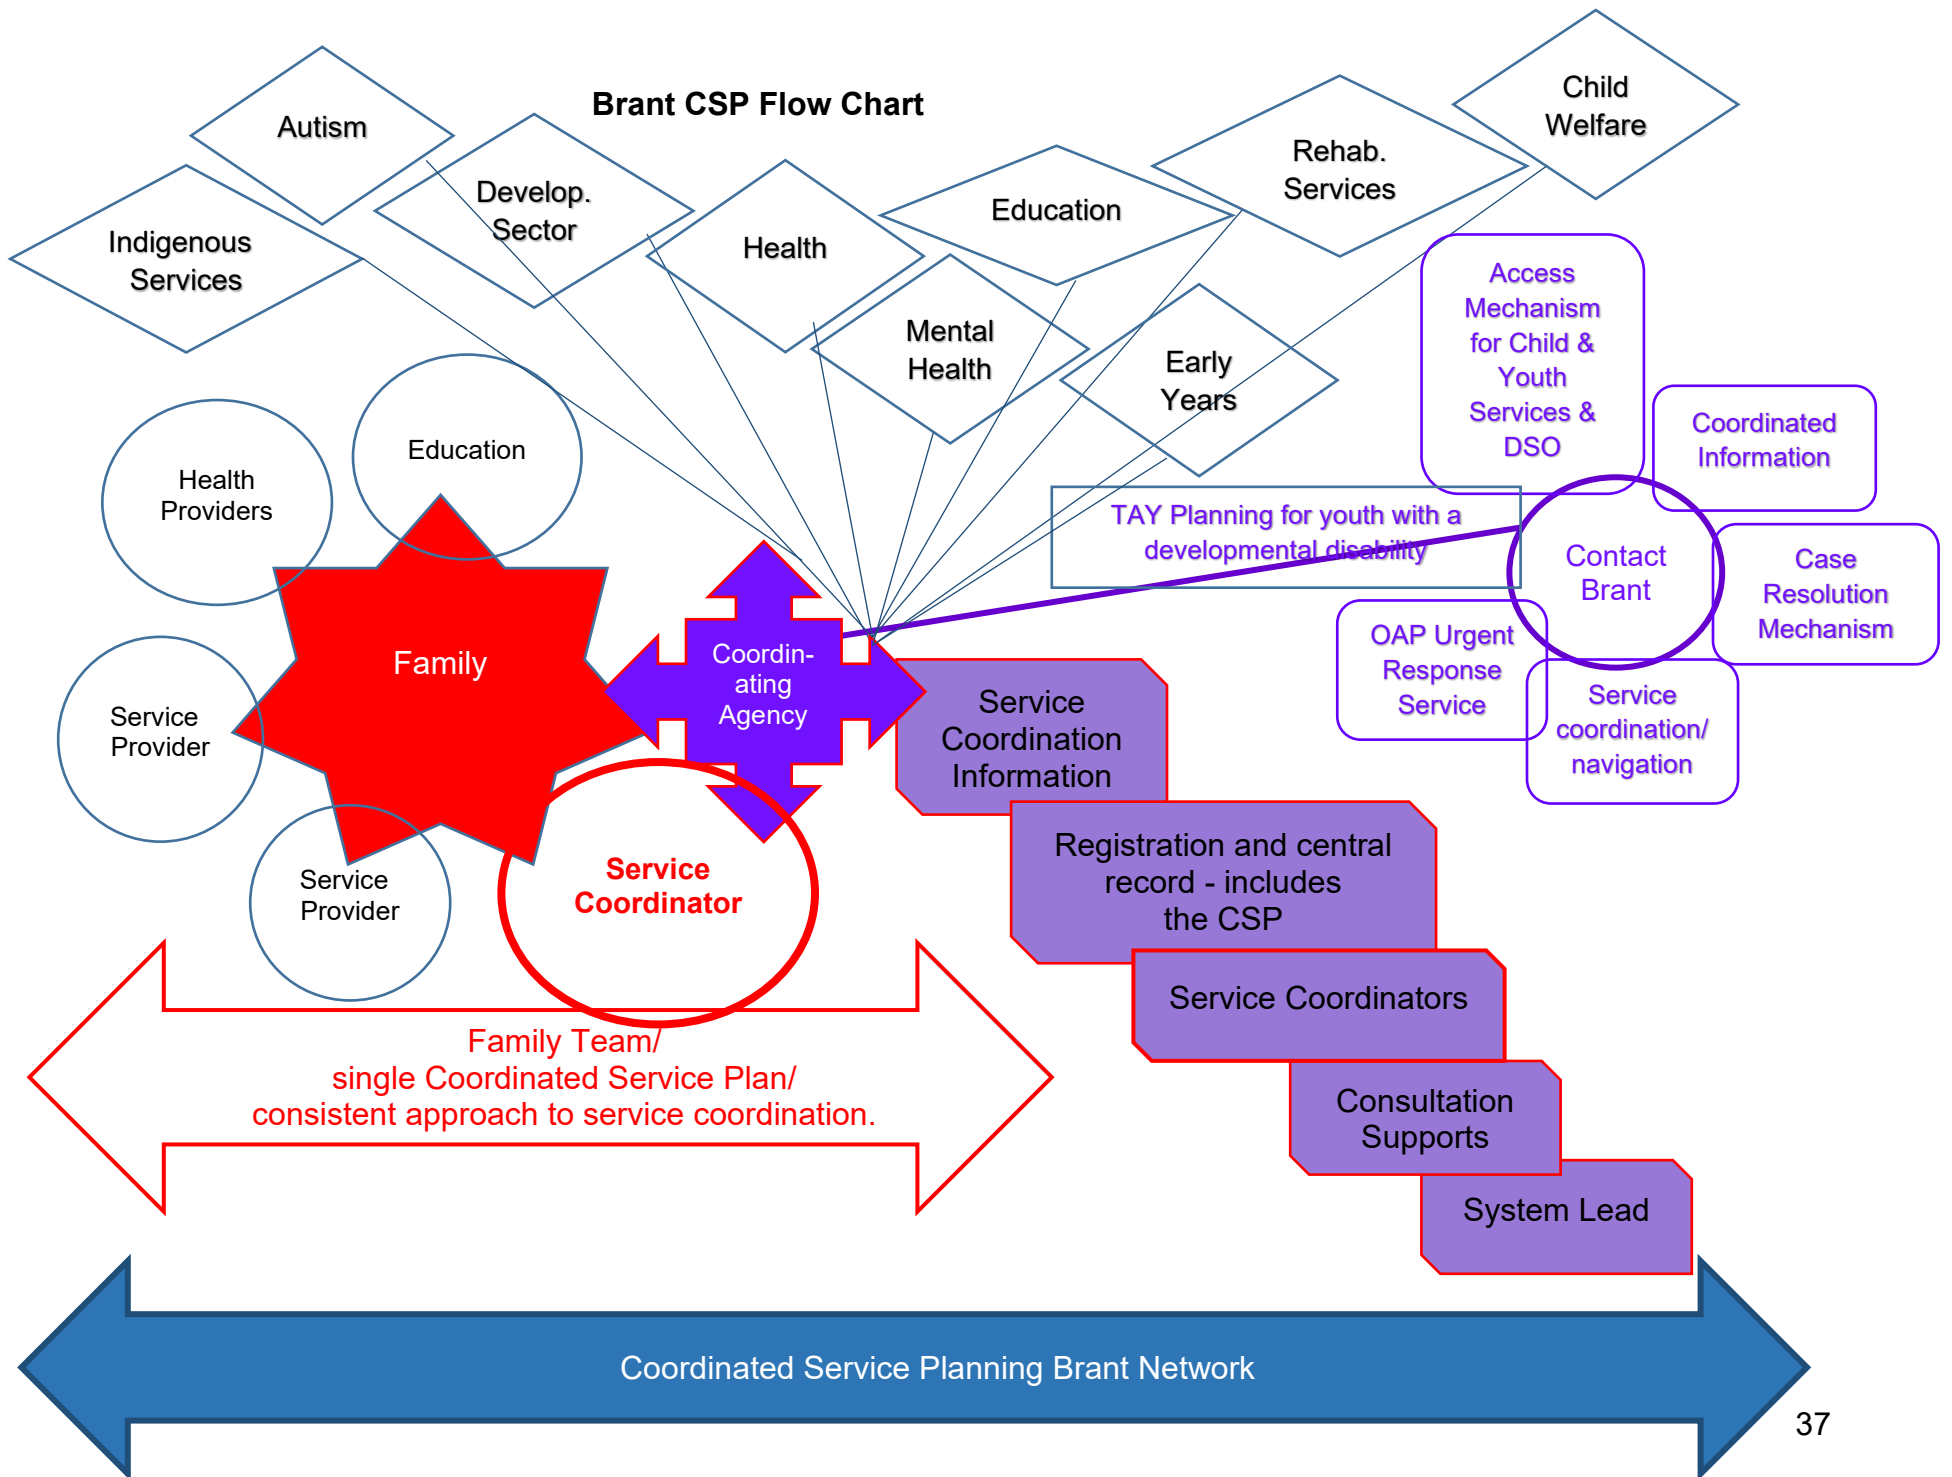 Brant CSP Flow Chart
Child
Welfare
Autism
Rehab.
Services
Develop.
Sector
Education
Health
Indigenous
Services
Mental
Health
Early
Years
Access
Mechanism
for Child &
Youth
Services &
DSO
Coordinated
Information
TAY Planning for youth with a
developmental disability
Contact
Brant
Case
Resolution
Mechanism
OAP Urgent
Response
Service
Service
coordination/
navigation
Education
Health
Providers
Family
Service
Provider
Service
Provider
Coordin-
ating
Agency
Service
Coordinator
Service
Coordination
Information
Registration and central
record - includes
the CSP
Service Coordinators
Consultation
Supports
System Lead
Family Team/
single Coordinated Service Plan/
consistent approach to service coordination.
Coordinated Service Planning Brant Network
37